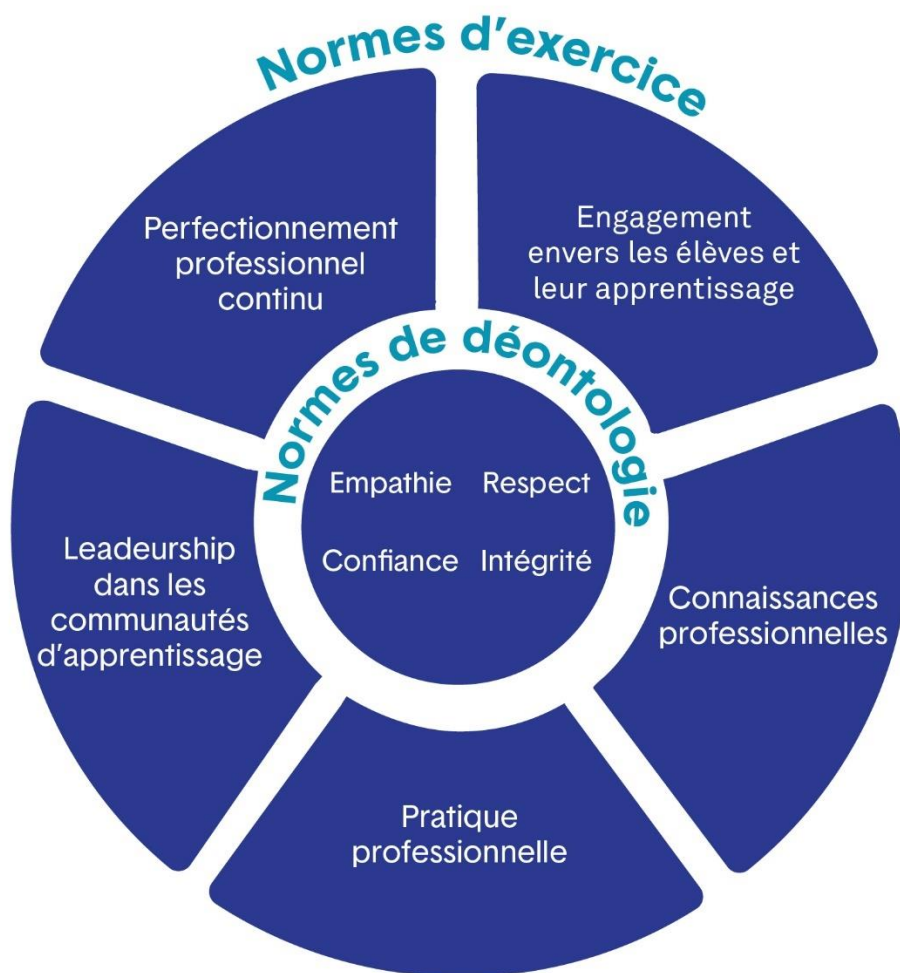 Normes d'exercice
Perfectionnement
professionnel
continu
Engagement
envers les élèves et
leur apprentissage
Normes de déontologie
Empathie Respect
Confiance Intégrité
Leadeurship
dans les
communautés
d'apprentissage
Connaissances
professionnelles
Pratique
professionnelle